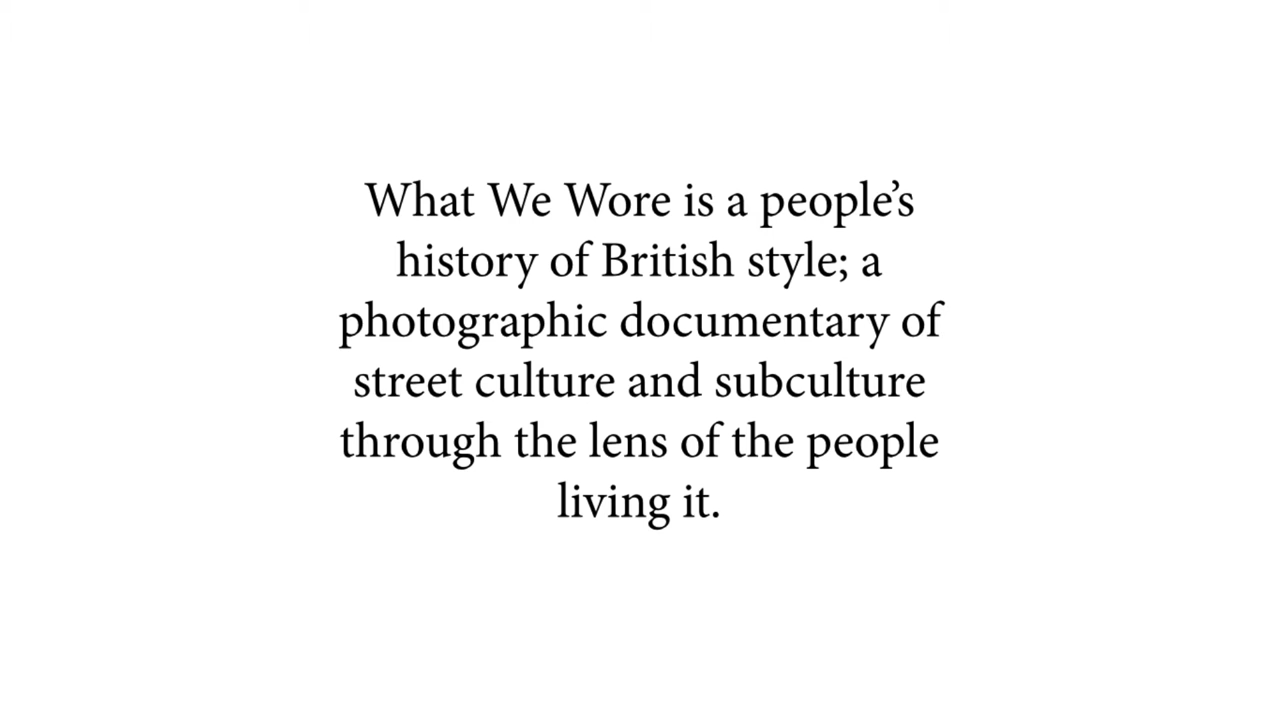 What We Wore is a people’s
history of British style; a
photographic documentary of
street culture and subculture
through the lens of the people
living it.